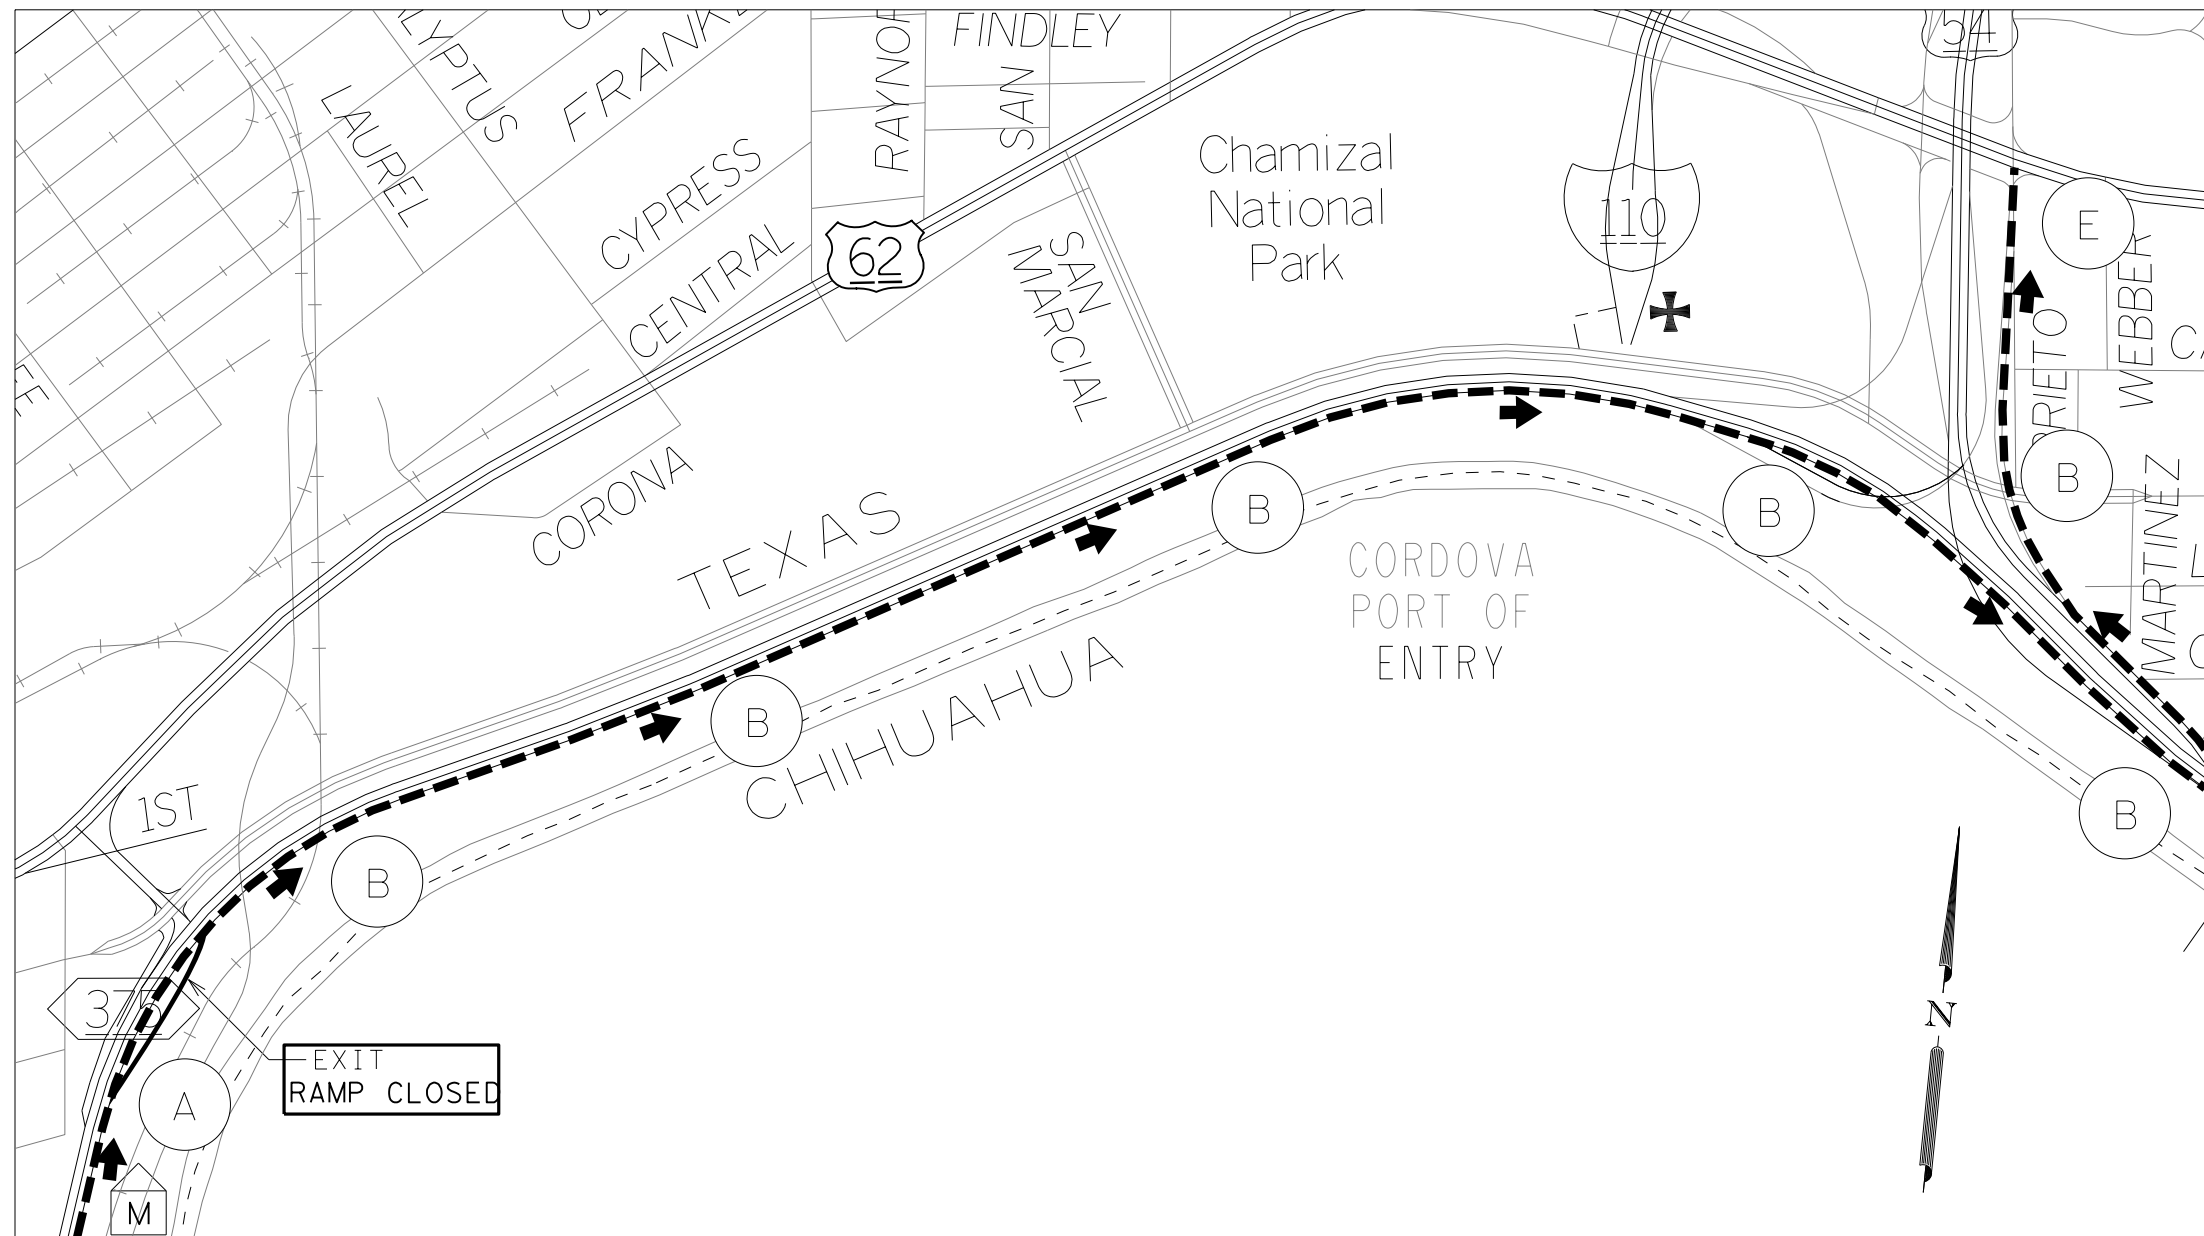 54
FINDLEY
RAYNOR
SAN
LAUREL
CYPRESS
CENTRAL
62
SAN
MARCIAL
Chamizal
National
Park
110
E
WEBBER
PRIETO
B
MARTINEZ
CORONA
TEXAS
B
B
CORDOVA
PORT OF
ENTRY
CHIHUAHUA
B
B
1ST
B
375
EXIT
RAMP CLOSED
A
M
N